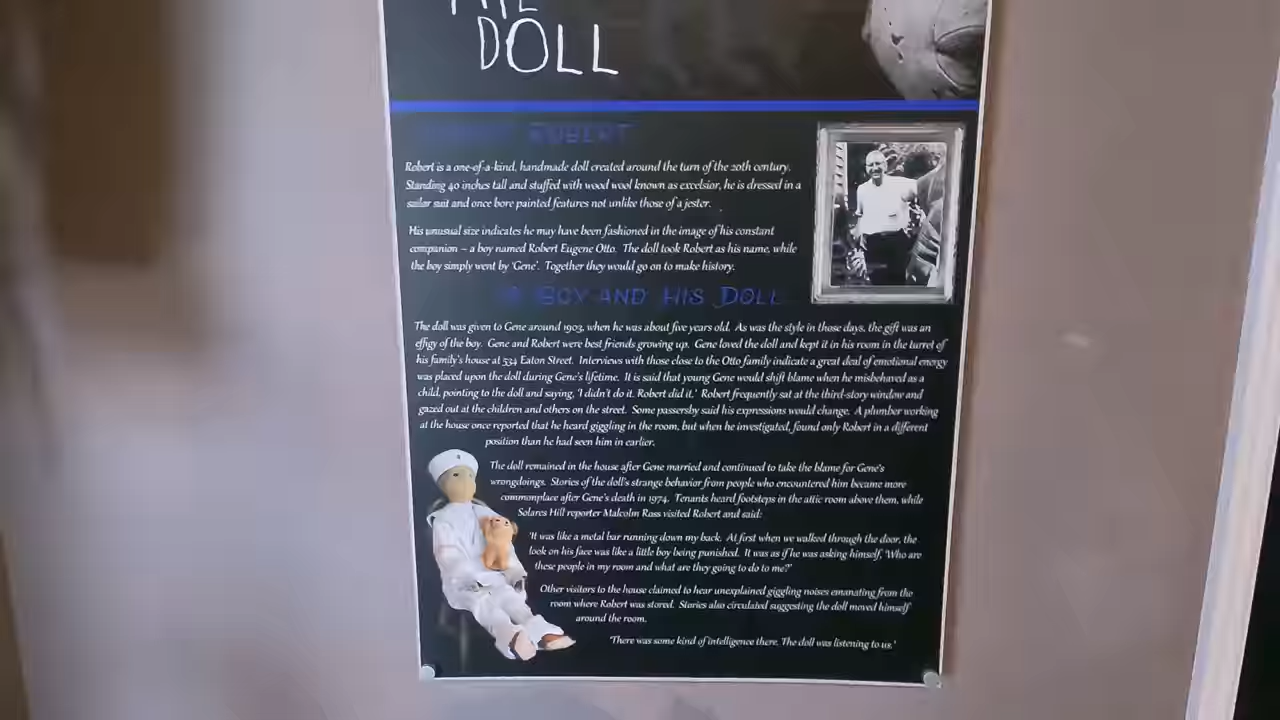 THE
DOLL
ROBERT
Robert is a one-of-a-kind, handmade doll created around the turn of the 20th century.
Standing 40 inches tall and stuffed with wood wool known as excelsior, he is dressed in a
sailor suit and once bore painted features not unlike those of a jester.
His unusual size indicates he may have been fashioned in the image of his constant
companion – a boy named Robert Eugene Otto. The doll took Robert as his name, while
the boy simply went by 'Gene'. Together they would go on to make history.
A BOY AND HIS DOLL
The doll was given to Gene around 1903, when he was about five years old. As was the style in those days, the gift was an
effigy of the boy. Gene and Robert were best friends growing up. Gene loved the doll and kept it in his room in the turret of
his family's house at 534 Eaton Street. Interviews with those close to the Otto family indicate a great deal of emotional energy
was placed upon the doll during Gene's lifetime. It is said that young Gene would shift blame when he misbehaved as a
child, pointing to the doll and saying, 'I didn't do it. Robert did it.' Robert frequently sat at the third-story window and
gazed out at the children and others on the street. Some passersby said his expressions would change. A plumber working
at the house once reported that he heard giggling in the room, but when he investigated, found only Robert in a different
position than he had seen him in earlier.
The doll remained in the house after Gene married and continued to take the blame for Gene's
wrongdoings. Stories of the doll's strange behavior from people who encountered him became more
commonplace after Gene's death in 1974. Tenants heard footsteps in the attic room above them, while
Solares Hill reporter Malcolm Ross visited Robert and said:
'It was like a metal bar running down my back. At first when we walked through the door, the
look on his face was like a little boy being punished. It was as if he was asking himself, 'Who are
these people in my room and what are they going to do to me?'
Other visitors to the house claimed to hear unexplained giggling noises emanating from the
room where Robert was stored. Stories also circulated suggesting the doll moved himself
around the room.
'There was some kind of intelligence there. The doll was listening to us.'